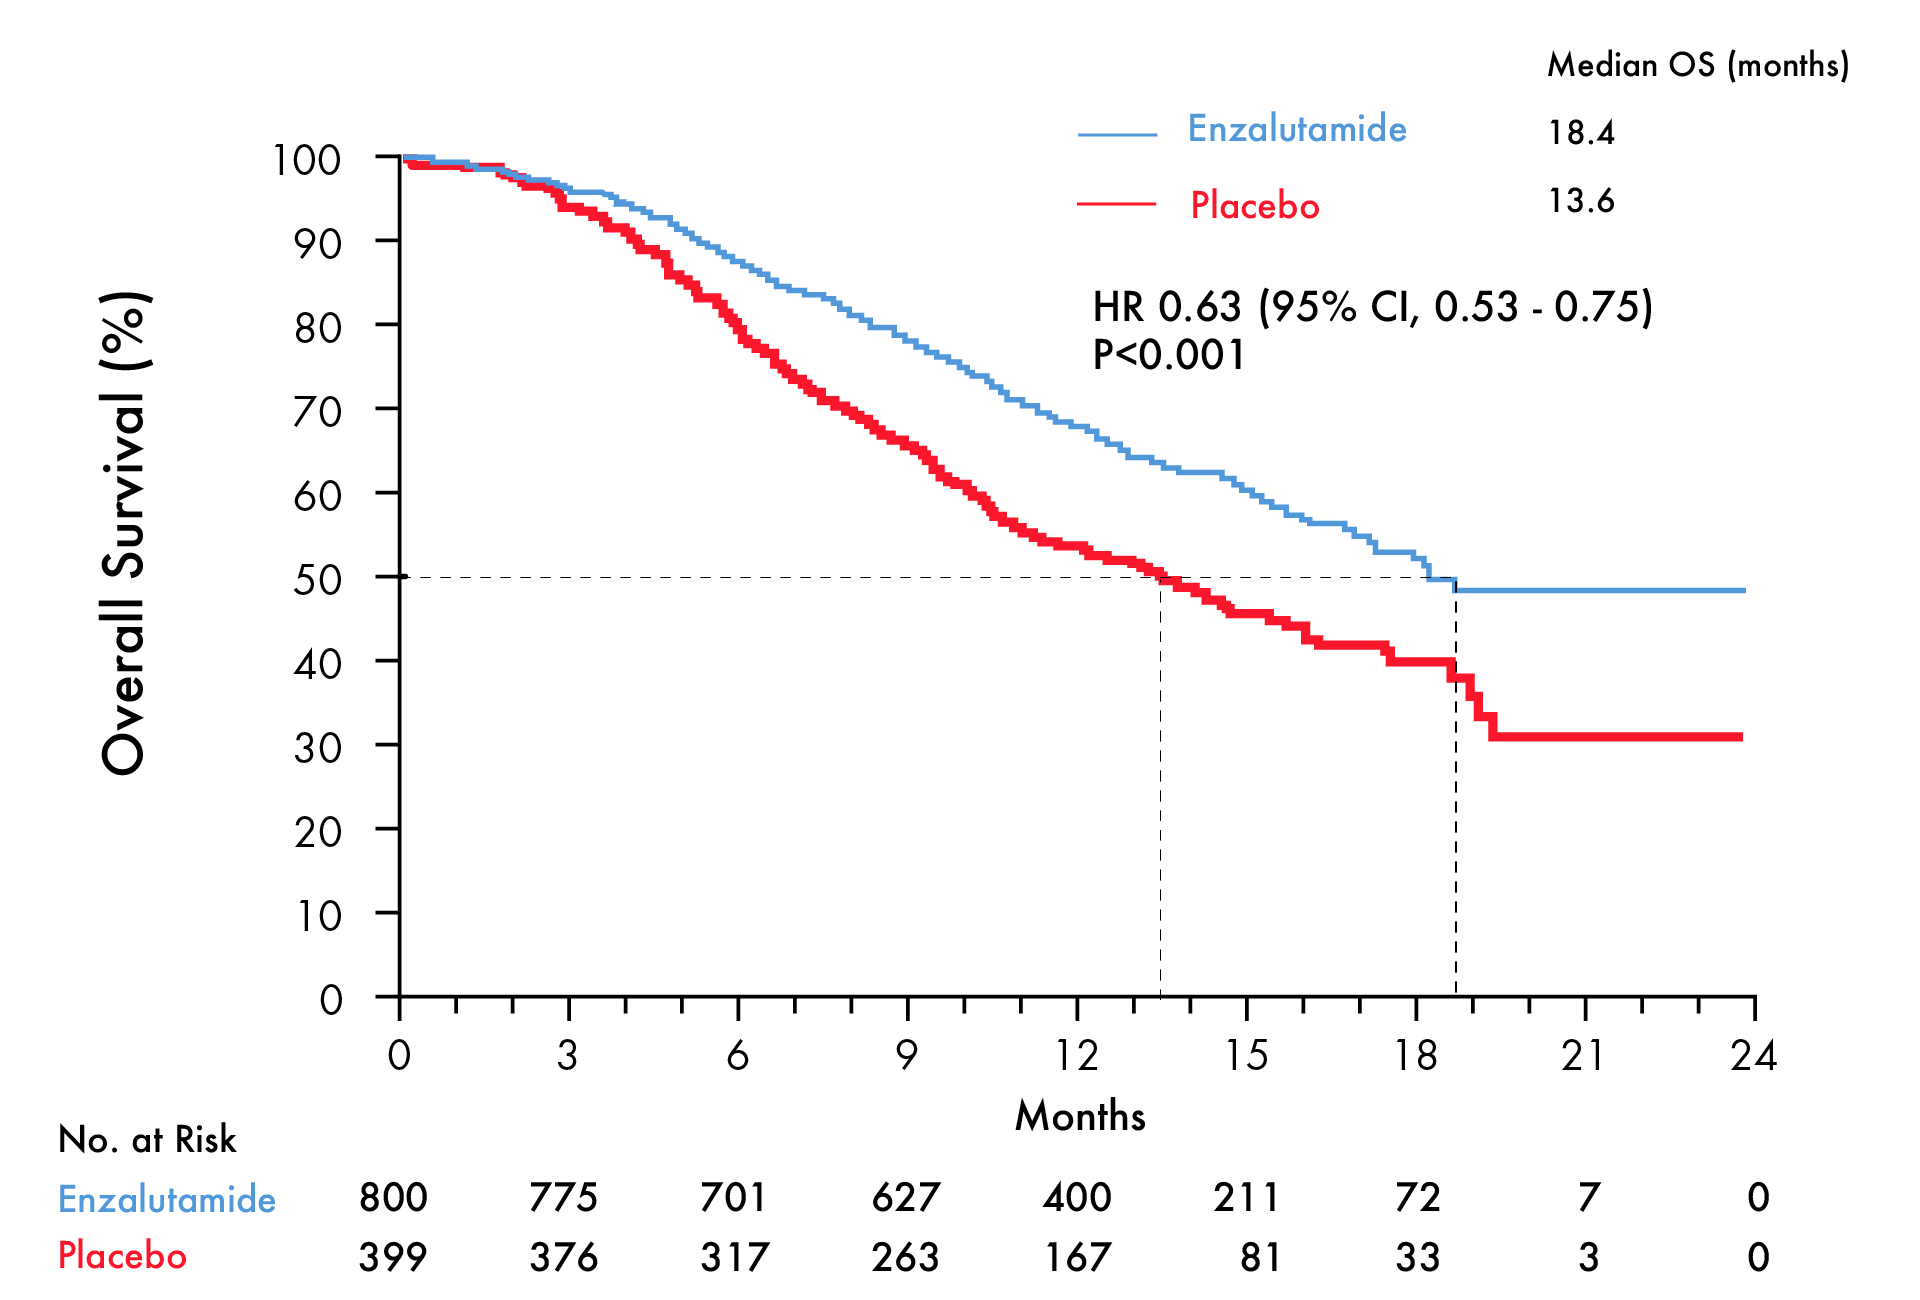 Median OS (months)
Enzalutamide 18.4
Placebo 13.6
HR 0.63 (95% CI, 0.53 - 0.75)
P<0.001
Overall Survival (%)
100
90
80
70
60
50
40
30
20
10
0
0 3 6 9 12 15 18 21 24
Months
No. at Risk
Enzalutamide 800 775 701 627 400 211 72 7 0
Placebo 399 376 317 263 167 81 33 3 0